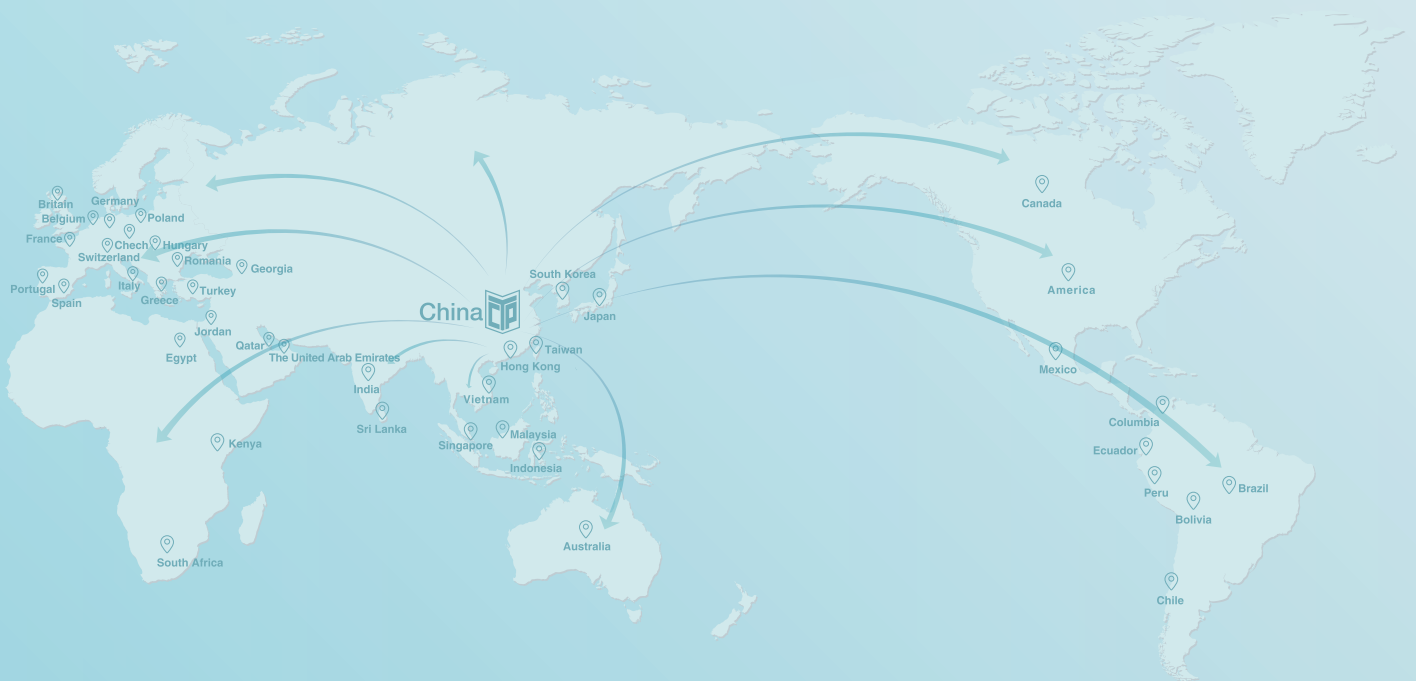 Britain
Germany
Belgium
Poland
France
Chech
Hungary
Switzerland
Romania
Georgia
Portugal
Spain
Italy
Greece
Turkey
Jordan
Egypt
Qatar
The United Arab Emirates
India
Sri Lanka
Kenya
South Africa
China
CIP
South Korea
Japan
Taiwan
Hong Kong
Vietnam
Singapore
Malaysia
Indonesia
Australia
Canada
America
Mexico
Columbia
Ecuador
Peru
Brazil
Bolivia
Chile